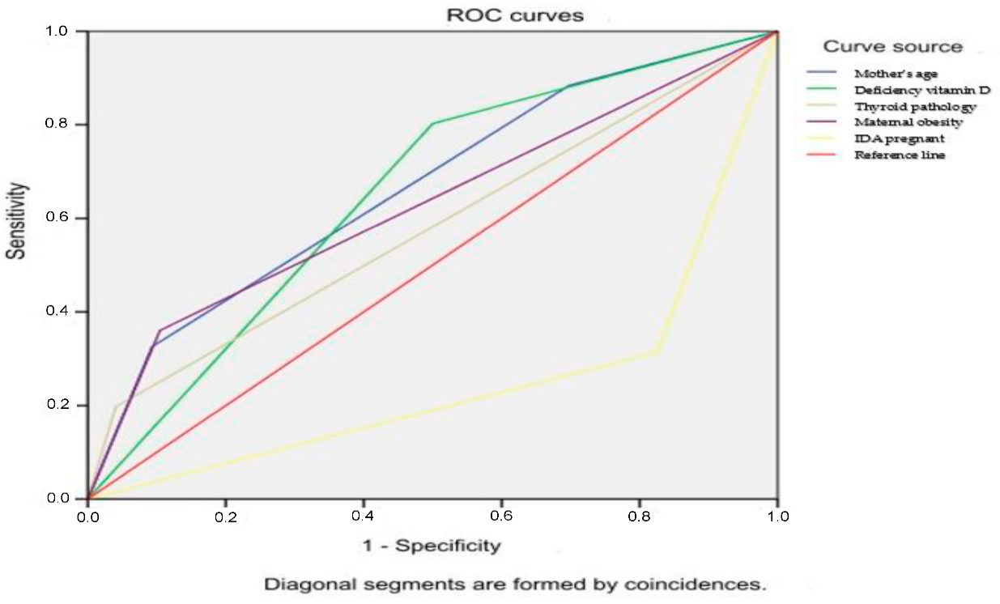 ROC curves
Curve source
Mother's age
Deficiency vitamin D
Thyroid pathology
Maternal obesity
IDA pregnant
Reference line
Sensitivity
1.0
0.8
0.6
0.4
0.2
0.0
0.0 0.2 0.4 0.6 0.8 1.0
1 - Specificity
Diagonal segments are formed by coincidences.